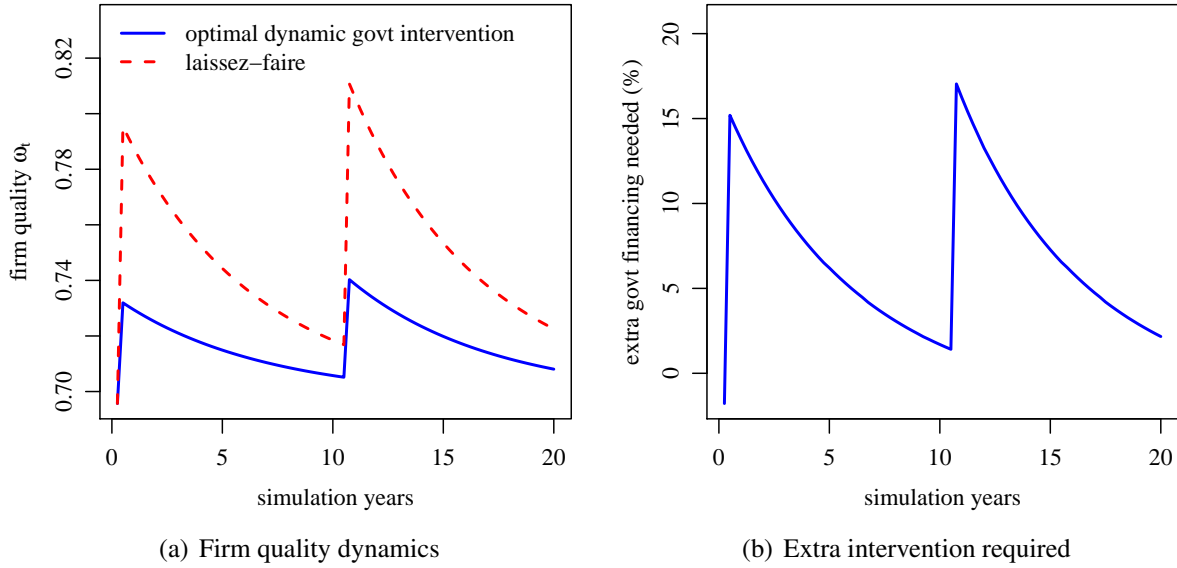 optimal dynamic govt intervention
laissez−faire
firm quality ωt
0.70
0.74
0.78
0.82
0
5
10
15
20
simulation years
(a) Firm quality dynamics
extra govt financing needed (%)
0
5
10
15
20
0
5
10
15
20
simulation years
(b) Extra intervention required